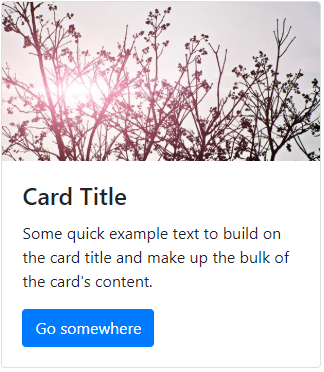 Card Title
Some quick example text to build on
the card title and make up the bulk of
the card's content.
Go somewhere